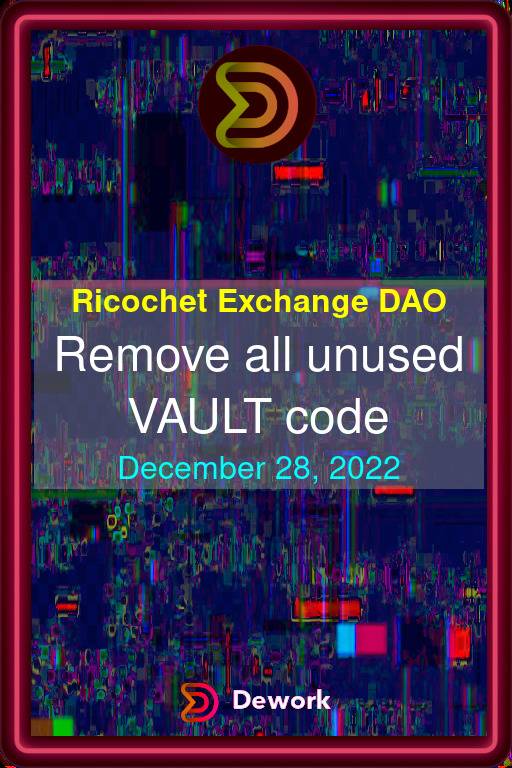 Ricochet Exchange DAO
Remove all unused
VAULT code
December 28, 2022
Dework